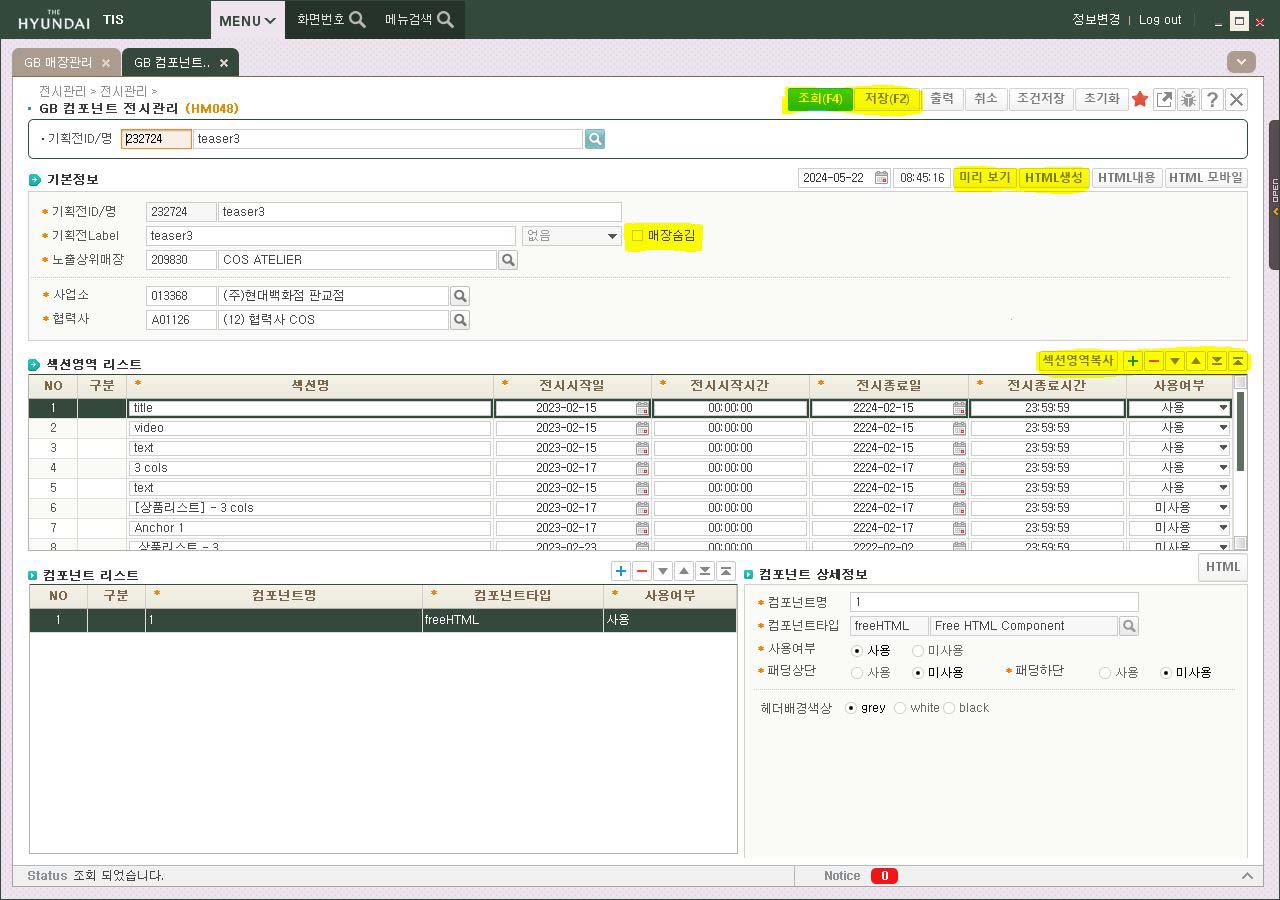 THE HYUNDAI TIS MENU 화면번호 메뉴검색 정보변경 | Log out
GB 매장관리 × GB 컴포넌트.. ×
전시관리 > 전시관리 >
GB 컴포넌트 전시관리 (HM048) 조회(F4) 저장(F2) 출력 취소 조건저장 초기화 ?
기획전ID/명 232724 teaser3
기본정보 2024-05-22 08:45:16 미리 보기 HTML생성 HTML내용 HTML 모바일
OPEN
* 기획전ID/명 232724 teaser3
* 기획전Label teaser3 없음 매장숨김
* 노출상위매장 209830 COS ATELIER
* 사업소 013368 (주)현대백화점 판교점
* 협력사 A01126 (12) 협력사 COS
섹션영역 리스트 섹션영역복사
NO 구분 * 섹션명 * 전시시작일 * 전시시작시간 * 전시종료일 * 전시종료시간 사용여부
1 title 2023-02-15 00:00:00 2224-02-15 23:59:59 사용
2 video 2023-02-15 00:00:00 2224-02-15 23:59:59 사용
3 text 2023-02-15 00:00:00 2224-02-15 23:59:59 사용
4 3 cols 2023-02-17 00:00:00 2224-02-17 23:59:59 사용
5 text 2023-02-15 00:00:00 2224-02-15 23:59:59 사용
6 [상품리스트] - 3 cols 2023-02-17 00:00:00 2224-02-17 23:59:59 미사용
7 Anchor 1 2023-02-17 00:00:00 2224-02-17 23:59:59 미사용
8 상품리스트 - 3 2023-02-23 00:00:00 2222-02-02 23:59:59 미사용
컴포넌트 리스트
NO 구분 * 컴포넌트명 * 컴포넌트타입 * 사용여부
1 1 freeHTML 사용
컴포넌트 상세정보 HTML
* 컴포넌트명 1
* 컴포넌트타입 freeHTML Free HTML Component
* 사용여부 사용 미사용
* 패딩상단 사용 미사용 * 패딩하단 사용 미사용
헤더배경색상 grey white black
Status 조회 되었습니다. Notice 0